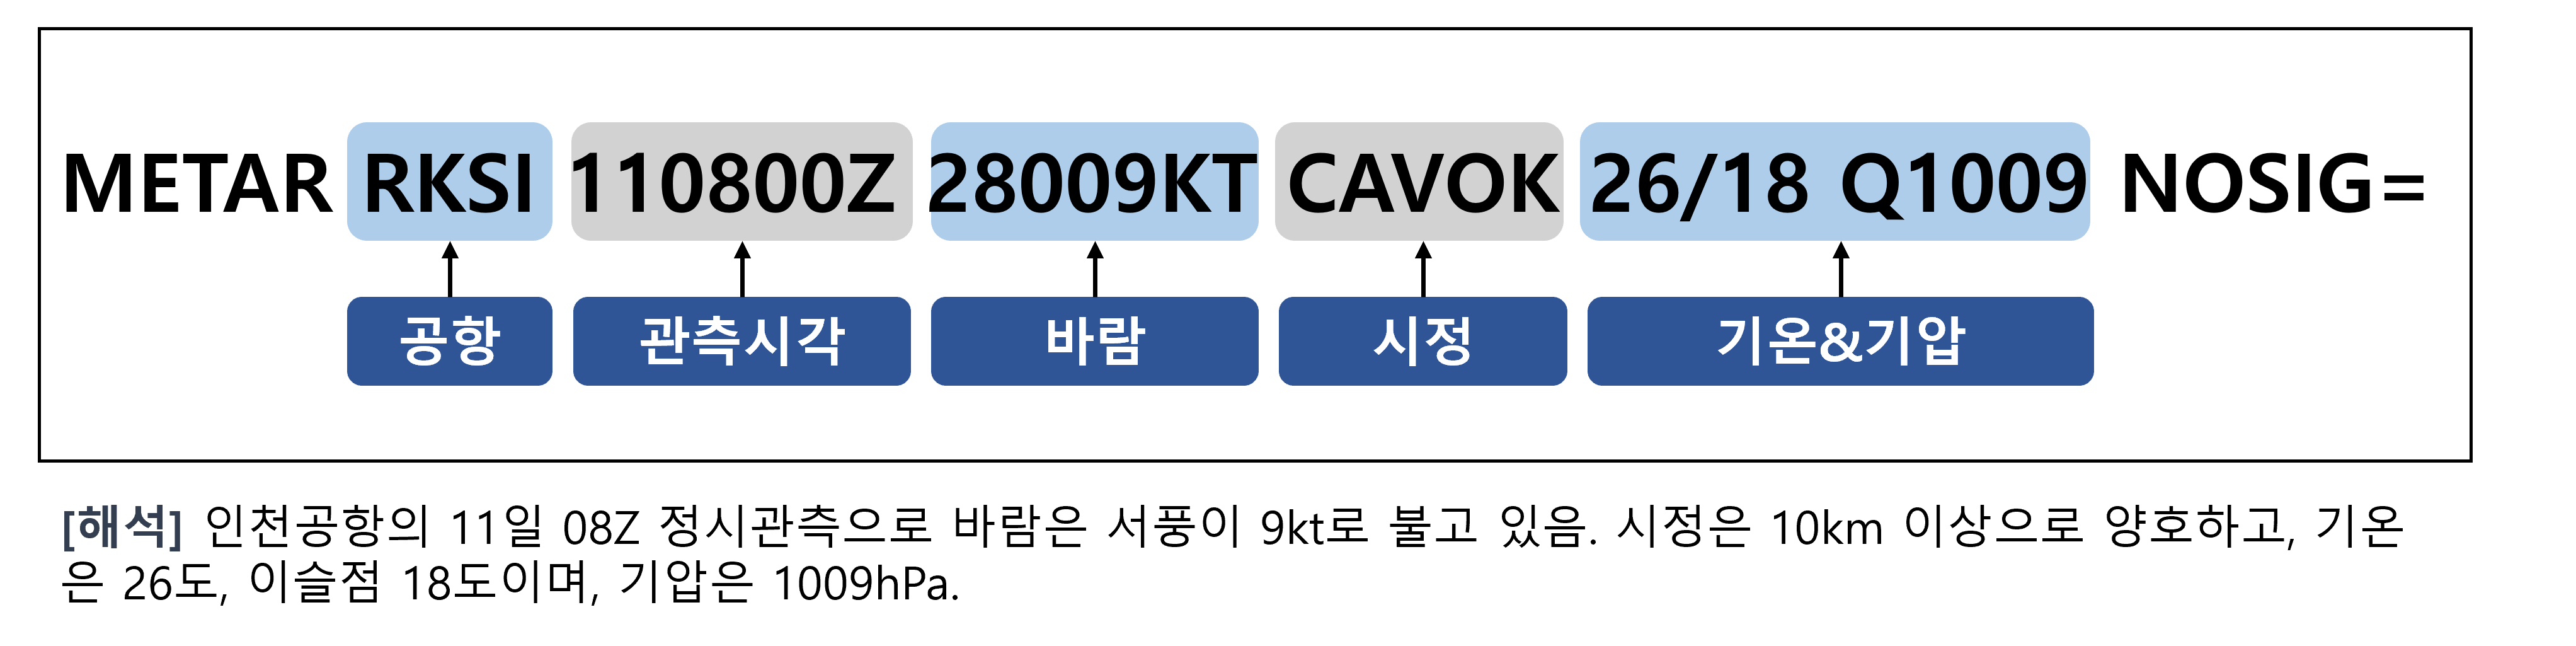 METAR RKSI 110800Z 28009KT CAVOK 26/18 Q1009 NOSIG=
공항 관측시각 바람 시정 기온&기압
[해석] 인천공항의 11일 08Z 정시관측으로 바람은 서풍이 9kt로 불고 있음. 시정은 10km 이상으로 양호하고, 기온
은 26도, 이슬점 18도이며, 기압은 1009hPa.